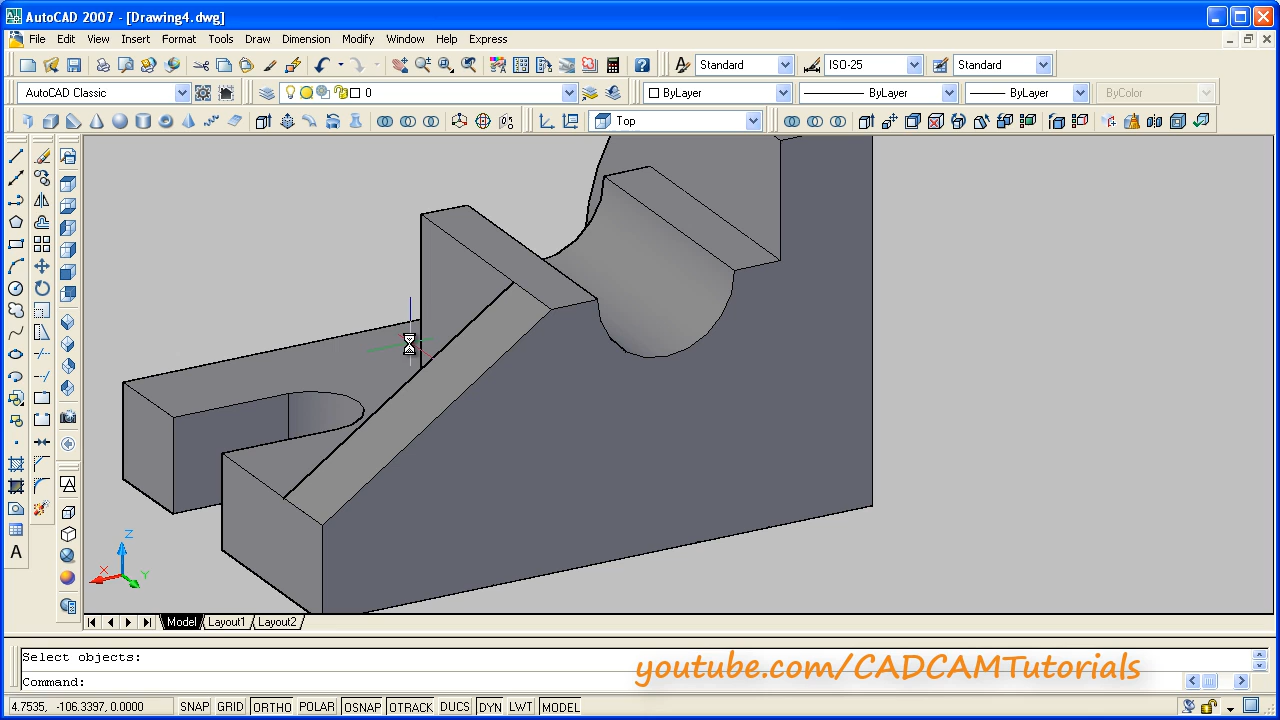 AutoCAD 2007 - [Drawing4.dwg]
File Edit View Insert Format Tools Draw Dimension Modify Window Help Express
Standard ISO-25 Standard
AutoCAD Classic 0 ByLayer ByLayer ByLayer ByColor
Top
A
Z
X
Y
Model Layout1 Layout2
Select objects:
Command:
youtube.com/CADCAMTutorials
4.7535, -106.3397, 0.0000 SNAP GRID ORTHO POLAR OSNAP OTRACK DUCS DYN LWT MODEL